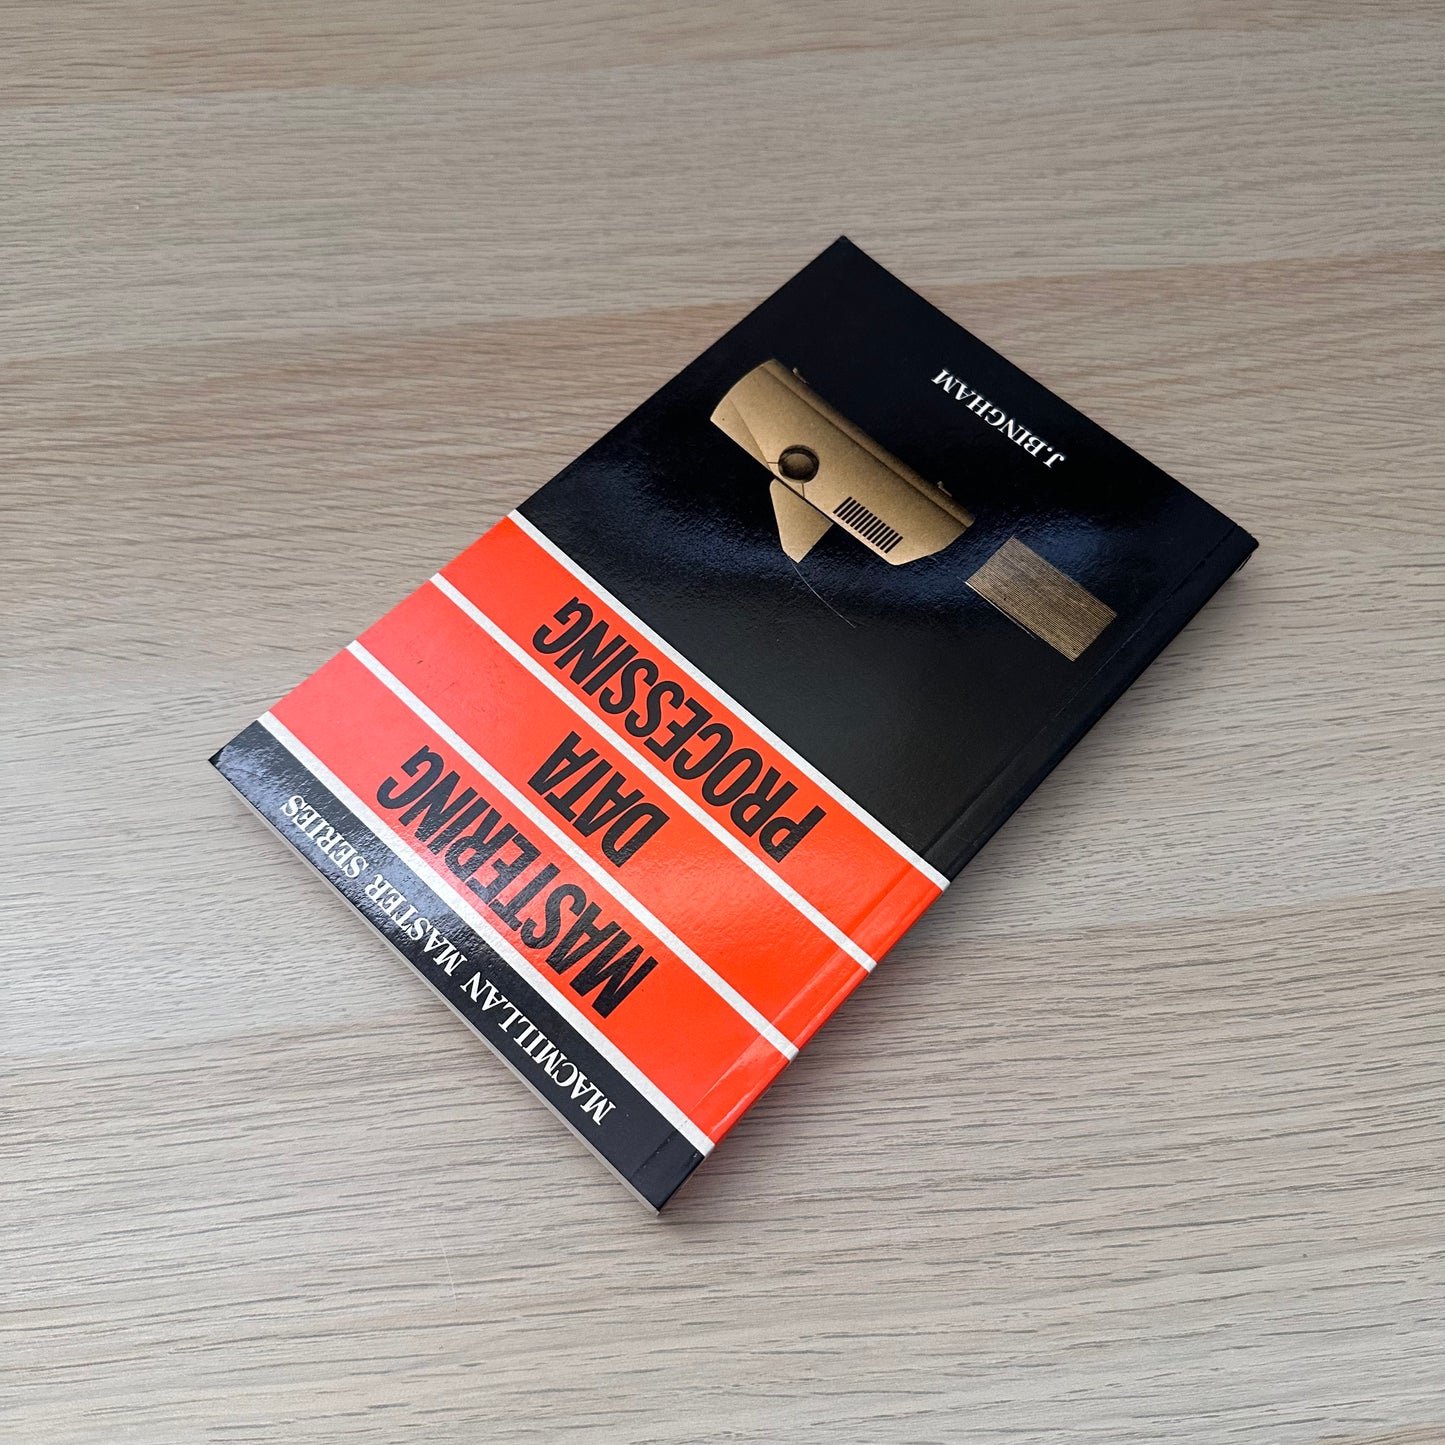 MACMILLAN MASTER SERIES
MASTERING
DATA
PROCESSING
J.BINGHAM